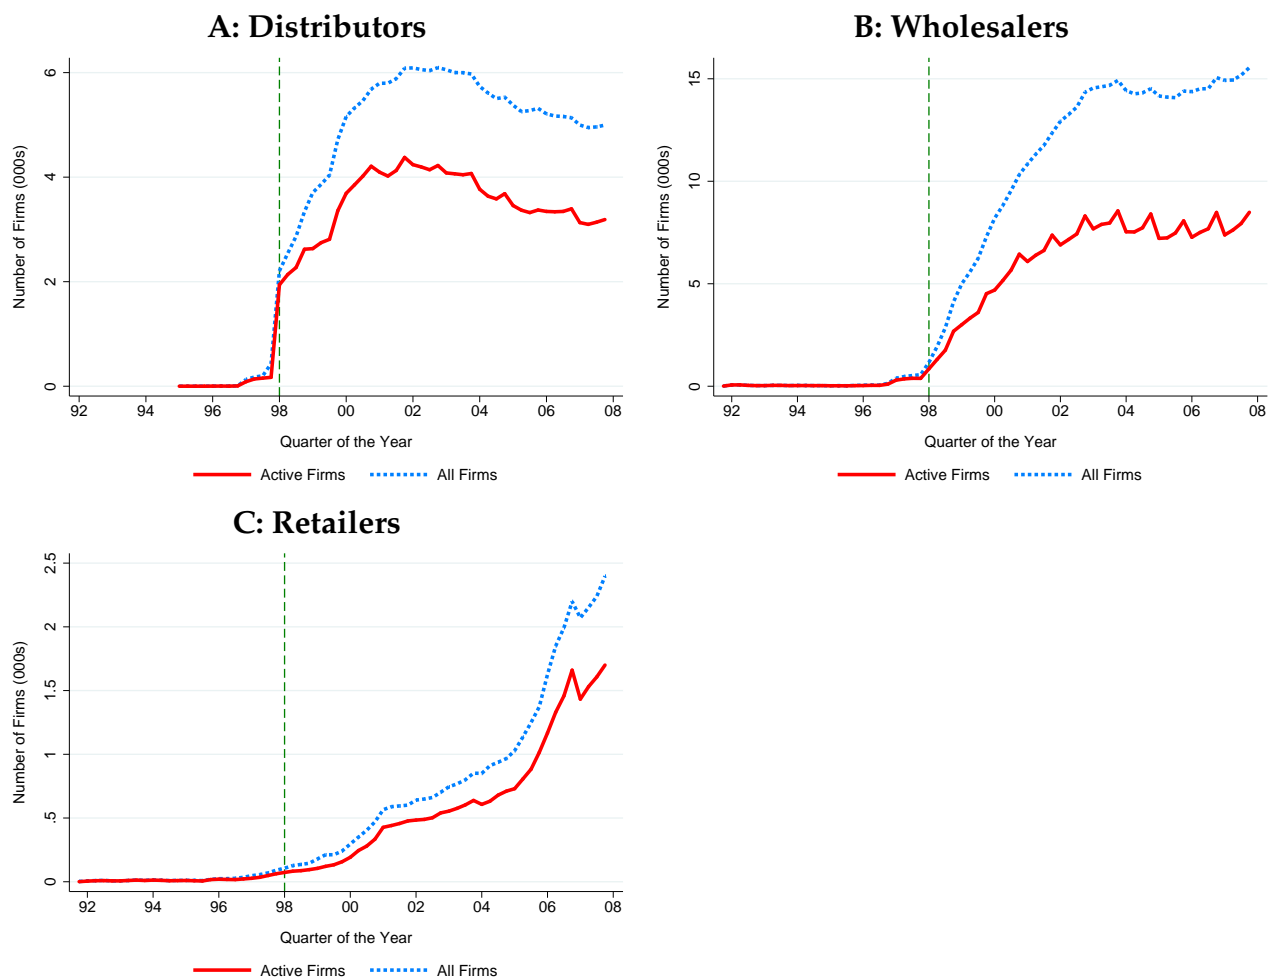 A: Distributors
Number of Firms (000s)
6
4
2
0
92 94 96 98 00 02 04 06 08
Quarter of the Year
Active Firms All Firms
B: Wholesalers
Number of Firms (000s)
15
10
5
0
92 94 96 98 00 02 04 06 08
Quarter of the Year
Active Firms All Firms
C: Retailers
Number of Firms (000s)
2.5
2
1.5
1
.5
0
92 94 96 98 00 02 04 06 08
Quarter of the Year
Active Firms All Firms